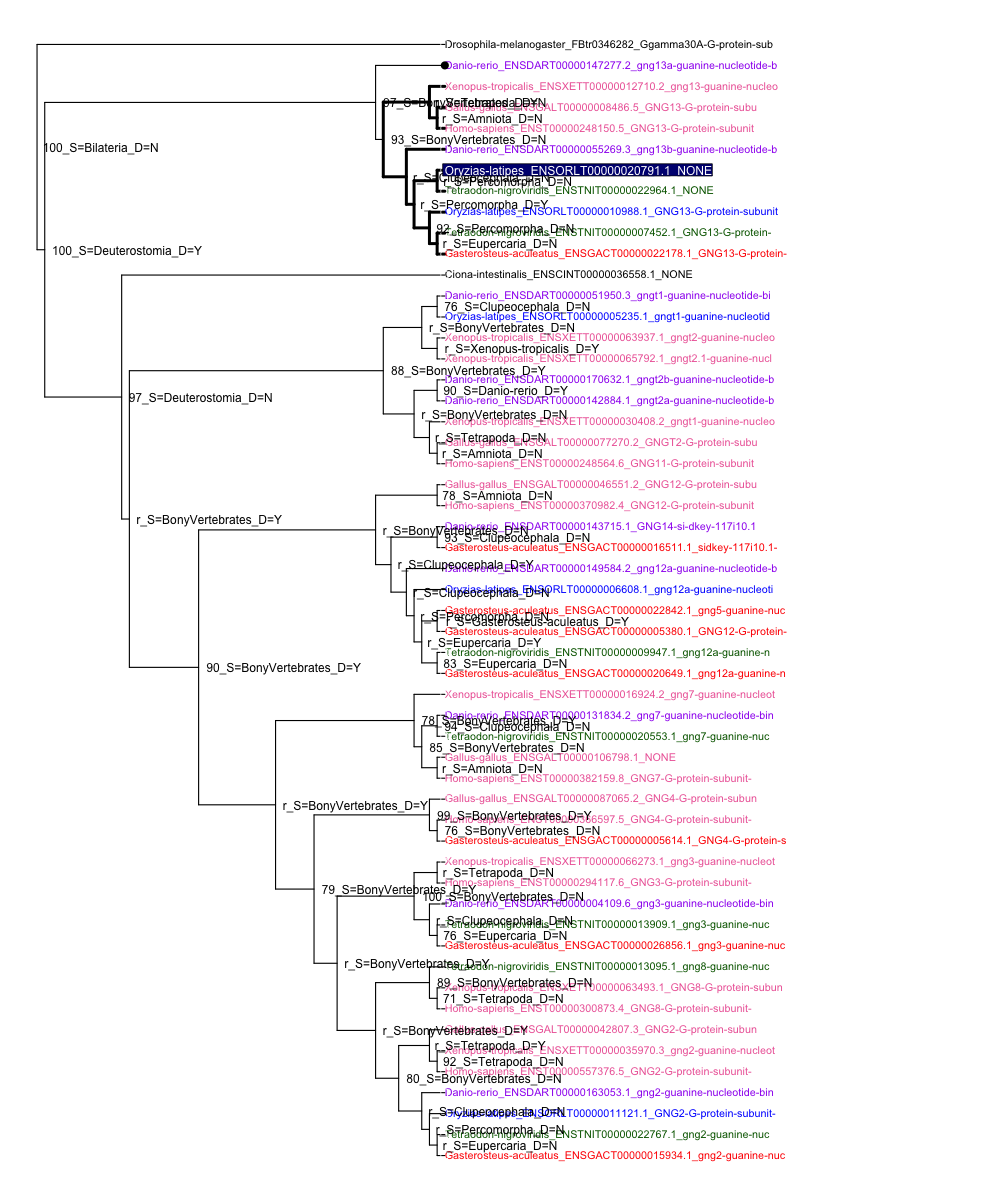 Drosophila-melanogaster_FBtr0346282_Ggamma30A-G-protein-sub
Danio-rerio_ENSDART00000147277.2_gng13a-guanine-nucleotide-b
Xenopus-tropicalis_ENSXETT00000012710.2_gng13-guanine-nucleo
97_S=BonyVertebrates_D=Y
r_S=Tetrapoda_D=N
Gallus-gallus_ENSGALT00000008486.5_GNG13-G-protein-subu
r_S=Amniota_D=N
Homo-sapiens_ENST00000248150.5_GNG13-G-protein-subunit
93_S=BonyVertebrates_D=N
100_S=Bilateria_D=N
Danio-rerio_ENSDART00000055269.3_gng13b-guanine-nucleotide-b
Oryzias-latipes_ENSORLT00000020791.1_NONE
r_S=Clupeocephala_D=N
r_S=Percomorpha_D=N
Tetraodon-nigroviridis_ENSTNIT00000022964.1_NONE
r_S=Percomorpha_D=Y
Oryzias-latipes_ENSORLT00000010988.1_GNG13-G-protein-subunit
92_S=Percomorpha_D=N
Tetraodon-nigroviridis_ENSTNIT00000007452.1_GNG13-G-protein-
r_S=Eupercaria_D=N
100_S=Deuterostomia_D=Y
Gasterosteus-aculeatus_ENSGACT00000022178.1_GNG13-G-protein-
Ciona-intestinalis_ENSCINT00000036558.1_NONE
Danio-rerio_ENSDART00000051950.3_gngt1-guanine-nucleotide-bi
76_S=Clupeocephala_D=N
Oryzias-latipes_ENSORLT00000005235.1_gngt1-guanine-nucleotid
r_S=BonyVertebrates_D=N
Xenopus-tropicalis_ENSXETT00000063937.1_gngt2-guanine-nucleo
r_S=Xenopus-tropicalis_D=Y
Xenopus-tropicalis_ENSXETT00000065792.1_gngt2.1-guanine-nucl
88_S=BonyVertebrates_D=Y
Danio-rerio_ENSDART00000170632.1_gngt2b-guanine-nucleotide-b
90_S=Danio-rerio_D=Y
97_S=Deuterostomia_D=N
Danio-rerio_ENSDART00000142884.1_gngt2a-guanine-nucleotide-b
r_S=BonyVertebrates_D=N
Xenopus-tropicalis_ENSXETT00000030408.2_gngt1-guanine-nucleo
r_S=Tetrapoda_D=N
Gallus-gallus_ENSGALT00000077270.2_GNGT2-G-protein-subu
r_S=Amniota_D=N
Homo-sapiens_ENST00000248564.6_GNG11-G-protein-subunit
Gallus-gallus_ENSGALT00000046551.2_GNG12-G-protein-subu
78_S=Amniota_D=N
Homo-sapiens_ENST00000370982.4_GNG12-G-protein-subunit
r_S=BonyVertebrates_D=Y
Danio-rerio_ENSDART00000143715.1_GNG14-si-dkey-117i10.1
r_S=BonyVertebrates_D=N
93_S=Clupeocephala_D=N
Gasterosteus-aculeatus_ENSGACT00000016511.1_sidkey-117i10.1-
r_S=Clupeocephala_D=Y
Danio-rerio_ENSDART00000149584.2_gng12a-guanine-nucleotide-b
Oryzias-latipes_ENSORLT00000006608.1_gng12a-guanine-nucleoti
r_S=Clupeocephala_D=N
Gasterosteus-aculeatus_ENSGACT00000022842.1_gng5-guanine-nuc
r_S=Percomorpha_D=N
r_S=Gasterosteus-aculeatus_D=Y
Gasterosteus-aculeatus_ENSGACT00000005380.1_GNG12-G-protein-
r_S=Eupercaria_D=Y
Tetraodon-nigroviridis_ENSTNIT00000009947.1_gng12a-guanine-n
83_S=Eupercaria_D=N
90_S=BonyVertebrates_D=Y
Gasterosteus-aculeatus_ENSGACT00000020649.1_gng12a-guanine-n
Xenopus-tropicalis_ENSXETT00000016924.2_gng7-guanine-nucleot
Danio-rerio_ENSDART00000131834.2_gng7-guanine-nucleotide-bin
78_S=BonyVertebrates_D=Y
94_S=Clupeocephala_D=N
Tetraodon-nigroviridis_ENSTNIT00000020553.1_gng7-guanine-nuc
85_S=BonyVertebrates_D=N
Gallus-gallus_ENSGALT00000106798.1_NONE
r_S=Amniota_D=N
Homo-sapiens_ENST00000382159.8_GNG7-G-protein-subunit-
Gallus-gallus_ENSGALT00000087065.2_GNG4-G-protein-subun
r_S=BonyVertebrates_D=Y
99_S=BonyVertebrates_D=Y
Homo-sapiens_ENST00000366597.5_GNG4-G-protein-subunit-
76_S=BonyVertebrates_D=N
Gasterosteus-aculeatus_ENSGACT00000005614.1_GNG4-G-protein-s
Xenopus-tropicalis_ENSXETT00000066273.1_gng3-guanine-nucleot
r_S=Tetrapoda_D=N
Homo-sapiens_ENST00000294117.6_GNG3-G-protein-subunit-
79_S=BonyVertebrates_D=Y
100_S=BonyVertebrates_D=N
Danio-rerio_ENSDART00000004109.6_gng3-guanine-nucleotide-bin
r_S=Clupeocephala_D=N
Tetraodon-nigroviridis_ENSTNIT00000013909.1_gng3-guanine-nuc
76_S=Eupercaria_D=N
Gasterosteus-aculeatus_ENSGACT00000026856.1_gng3-guanine-nuc
r_S=BonyVertebrates_D=Y
Tetraodon-nigroviridis_ENSTNIT00000013095.1_gng8-guanine-nuc
89_S=BonyVertebrates_D=N
Xenopus-tropicalis_ENSXETT00000063493.1_GNG8-G-protein-subun
71_S=Tetrapoda_D=N
Homo-sapiens_ENST00000300873.4_GNG8-G-protein-subunit-
r_S=BonyVertebrates_D=Y
Gallus-gallus_ENSGALT00000042807.3_GNG2-G-protein-subun
r_S=Tetrapoda_D=Y
Xenopus-tropicalis_ENSXETT00000035970.3_gng2-guanine-nucleot
92_S=Tetrapoda_D=N
Homo-sapiens_ENST00000557376.5_GNG2-G-protein-subunit-
80_S=BonyVertebrates_D=N
Danio-rerio_ENSDART00000163053.1_gng2-guanine-nucleotide-bin
r_S=Clupeocephala_D=N
Oryzias-latipes_ENSORLT00000011121.1_GNG2-G-protein-subunit-
r_S=Percomorpha_D=N
Tetraodon-nigroviridis_ENSTNIT00000022767.1_gng2-guanine-nuc
r_S=Eupercaria_D=N
Gasterosteus-aculeatus_ENSGACT00000015934.1_gng2-guanine-nuc